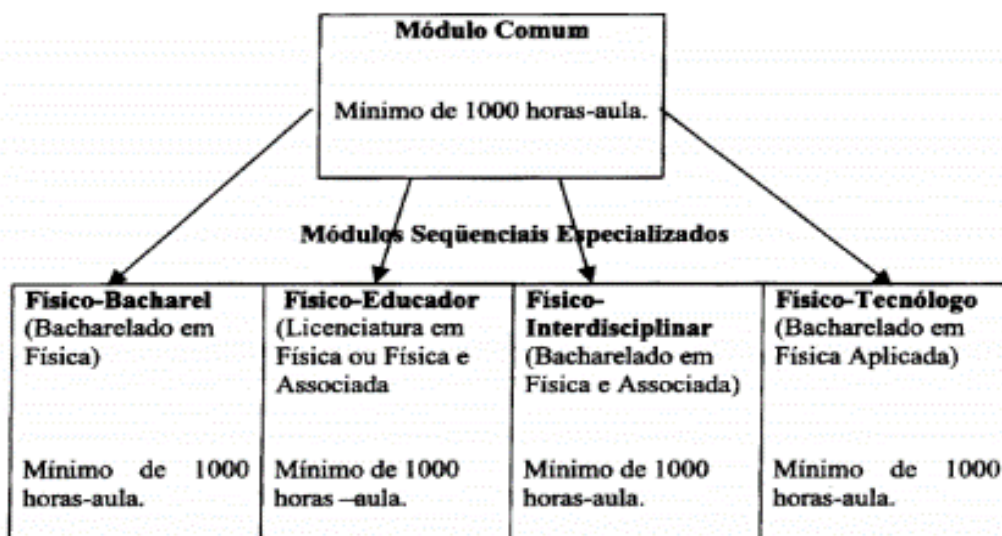 Módulo Comum
Mínimo de 1000 horas-aula.
Módulos Seqüenciais Especializados
Físico-Bacharel
(Bacharelado em
Física)
Mínimo de 1000
horas-aula.
Físico-Educador
(Licenciatura em
Física ou Física e
Associada
Mínimo de 1000
horas –aula.
Físico-
Interdisciplinar
(Bacharelado em
Física e Associada)
Mínimo de 1000
horas-aula.
Físico-Tecnólogo
(Bacharelado em
Física Aplicada)
Mínimo de 1000
horas-aula.